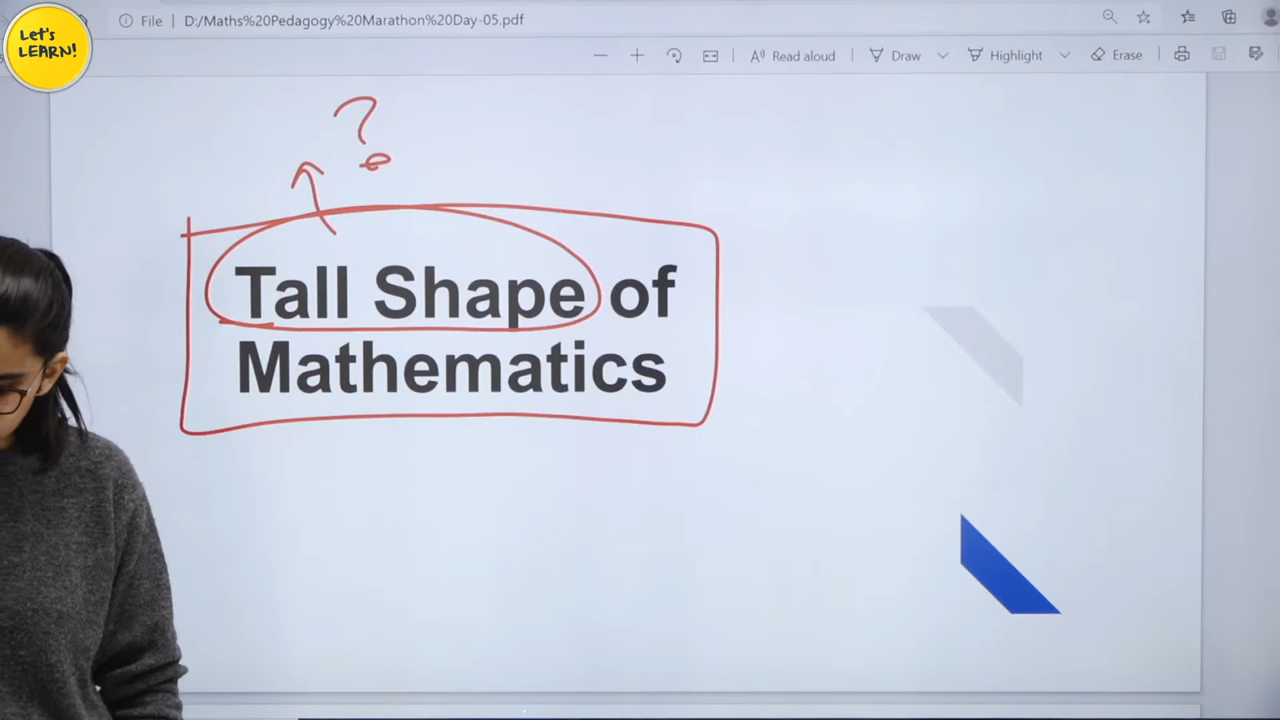 Let's
LEARN!
File
D:/Maths%20Pedagogy%20Marathon%20Day-05.pdf
Read aloud
Draw
Highlight
Erase
?
Tall Shape of
Mathematics